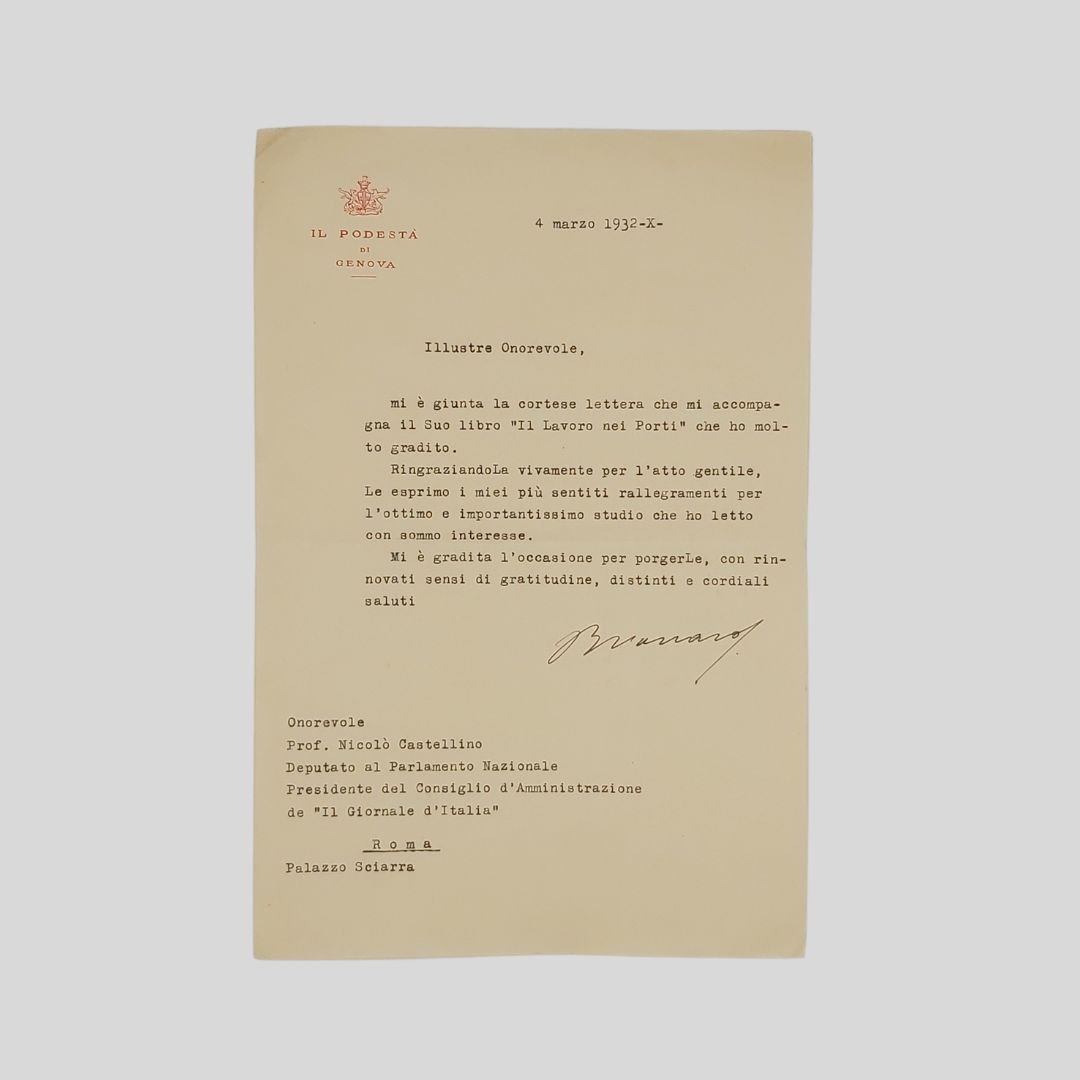 IL PODESTÀ
DI
GENOVA
4 marzo 1932-X-
Illustre Onorevole,
mi è giunta la cortese lettera che mi accompa-
gna il Suo libro "Il Lavoro nei Porti" che ho mol-
to gradito.
RingraziandoLa vivamente per l'atto gentile,
Le esprimo i miei più sentiti rallegramenti per
l'ottimo e importantissimo studio che ho letto
con sommo interesse.
Mi è gradita l'occasione per porgerLe, con rin-
novati sensi di gratitudine, distinti e cordiali
saluti
Onorevole
Prof. Nicolò Castellino
Deputato al Parlamento Nazionale
Presidente del Consiglio d'Amministrazione
de "Il Giornale d'Italia"
R o m a
Palazzo Sciarra